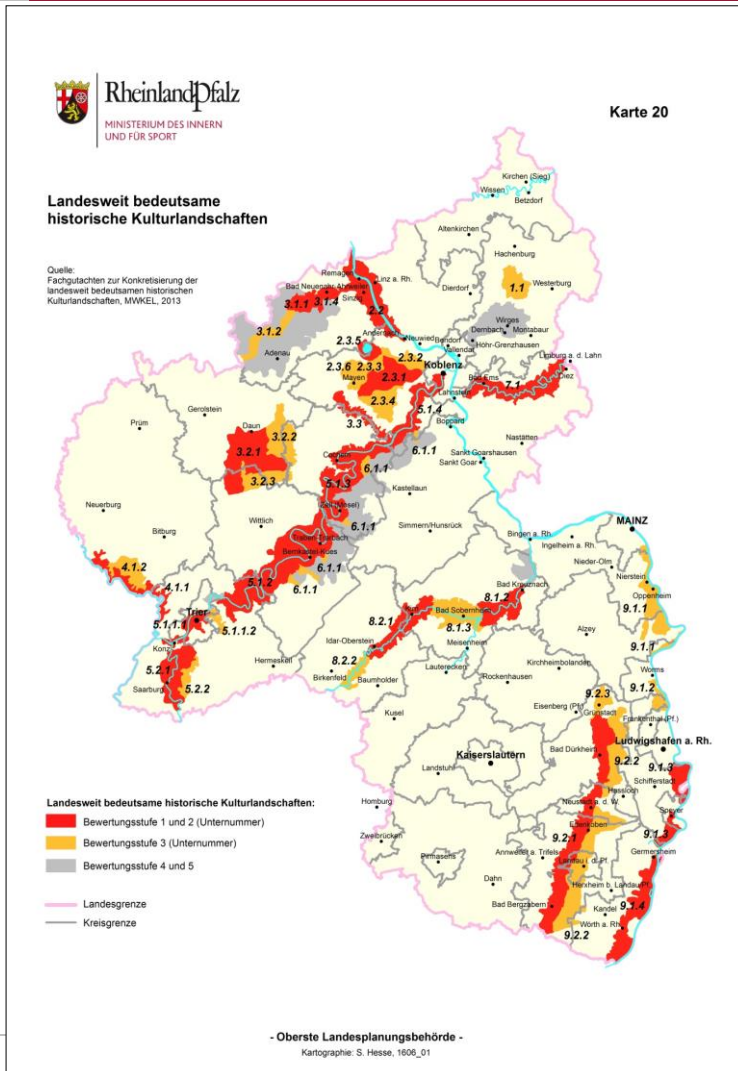 RheinlandPfalz
MINISTERIUM DES INNERN
UND FÜR SPORT
Karte 20
Landesweit bedeutsame
historische Kulturlandschaften
Quelle:
Fachgutachten zur Konkretisierung der
landesweit bedeutsamen historischen
Kulturlandschaften, MWKEL, 2013
Kirchen (Sieg)
Wissen
Betzdorf
Altenkirchen
Hachenburg
1.1
Westerburg
Dierdorf
Remagen
Linz a. Rh.
Bad Neuenahr-Ahrweiler
Sinzig
3.1.1
3.1.4
2.2
3.1.2
Adenau
Wirges
Dernbach
Montabaur
Höhr-Grenzhausen
Andernach
Neuwied
Bendorf
Vallendar
2.3.5
2.3.6
2.3.3
2.3.2
Mayen
2.3.1
Koblenz
2.3.4
Limburg a. d. Lahn
Diez
Bad Ems
7.1
Lahnstein
3.3
5.1.4
Boppard
Nastätten
Gerolstein
Prüm
Daun
3.2.2
3.2.1
3.2.3
Cochem
6.1.1
5.1.3
Sankt Goarshausen
Sankt Goar
Kastellaun
Neuerburg
Bitburg
Wittlich
Zell (Mosel)
6.1.1
Simmern/Hunsrück
Traben-Trarbach
Bernkastel-Kues
6.1.1
5.1.2
Bingen a. Rh.
MAINZ
Ingelheim a. Rh.
Nieder-Olm
Nierstein
Oppenheim
4.1.2
4.1.1
Trier
5.1.1.1
5.1.1.2
Konz
5.2.1
Saarburg
5.2.2
Hermeskeil
Bad Kreuznach
8.1.2
Bad Sobernheim
8.1.3
Kirn
8.2.1
Meisenheim
Idar-Oberstein
8.2.2
Birkenfeld
Baumholder
Lauterecken
9.1.1
Alzey
9.1.1
Worms
Kirchheimbolanden
Rockenhausen
Kusel
9.1.2
9.2.3
Eisenberg (Pf.)
Grünstadt
Frankenthal (Pf.)
Ludwigshafen a. Rh.
Kaiserslautern
Bad Dürkheim
9.2.2
9.1.3
Landstuhl
Schifferstadt
Hassloch
Homburg
Neustadt a. d. W.
Speyer
Edenkoben
9.2.1
9.1.3
Zweibrücken
Pirmasens
Annweiler a. Trifels
Germersheim
Landau i. d. Pf.
Dahn
Herxheim b. Landau/Pf.
Bad Bergzabern
Kandel
9.1.4
Wörth a. Rh.
9.2.2
Landesweit bedeutsame historische Kulturlandschaften:
Bewertungsstufe 1 und 2 (Unternummer)
Bewertungsstufe 3 (Unternummer)
Bewertungsstufe 4 und 5
Landesgrenze
Kreisgrenze
- Oberste Landesplanungsbehörde -
Kartographie: S. Hesse, 1606_01